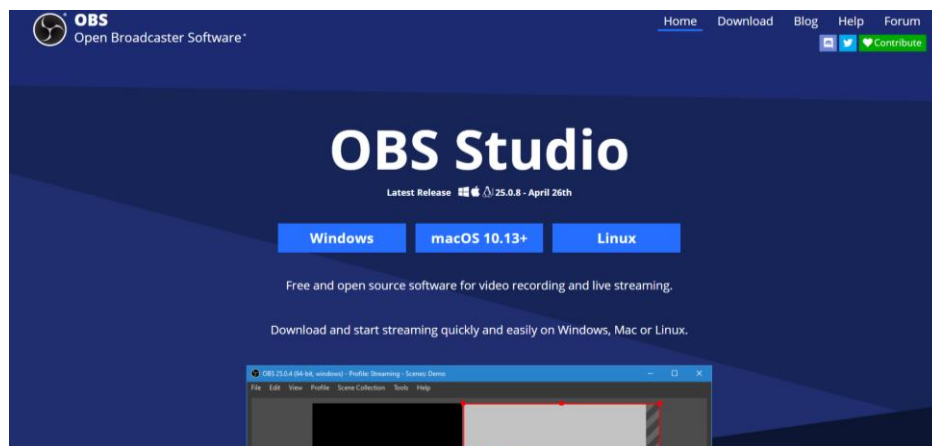 OBS
Open Broadcaster Software
Home Download Blog Help Forum
Contribute
OBS Studio
Latest Release 25.0.8 - April 26th
Windows macOS 10.13+ Linux
Free and open source software for video recording and live streaming.
Download and start streaming quickly and easily on Windows, Mac or Linux.
OBS 25.0.4 (64-bit, windows) - Profile: Streaming - Scenes: Demo
File Edit View Profile Scene Collection Tools Help